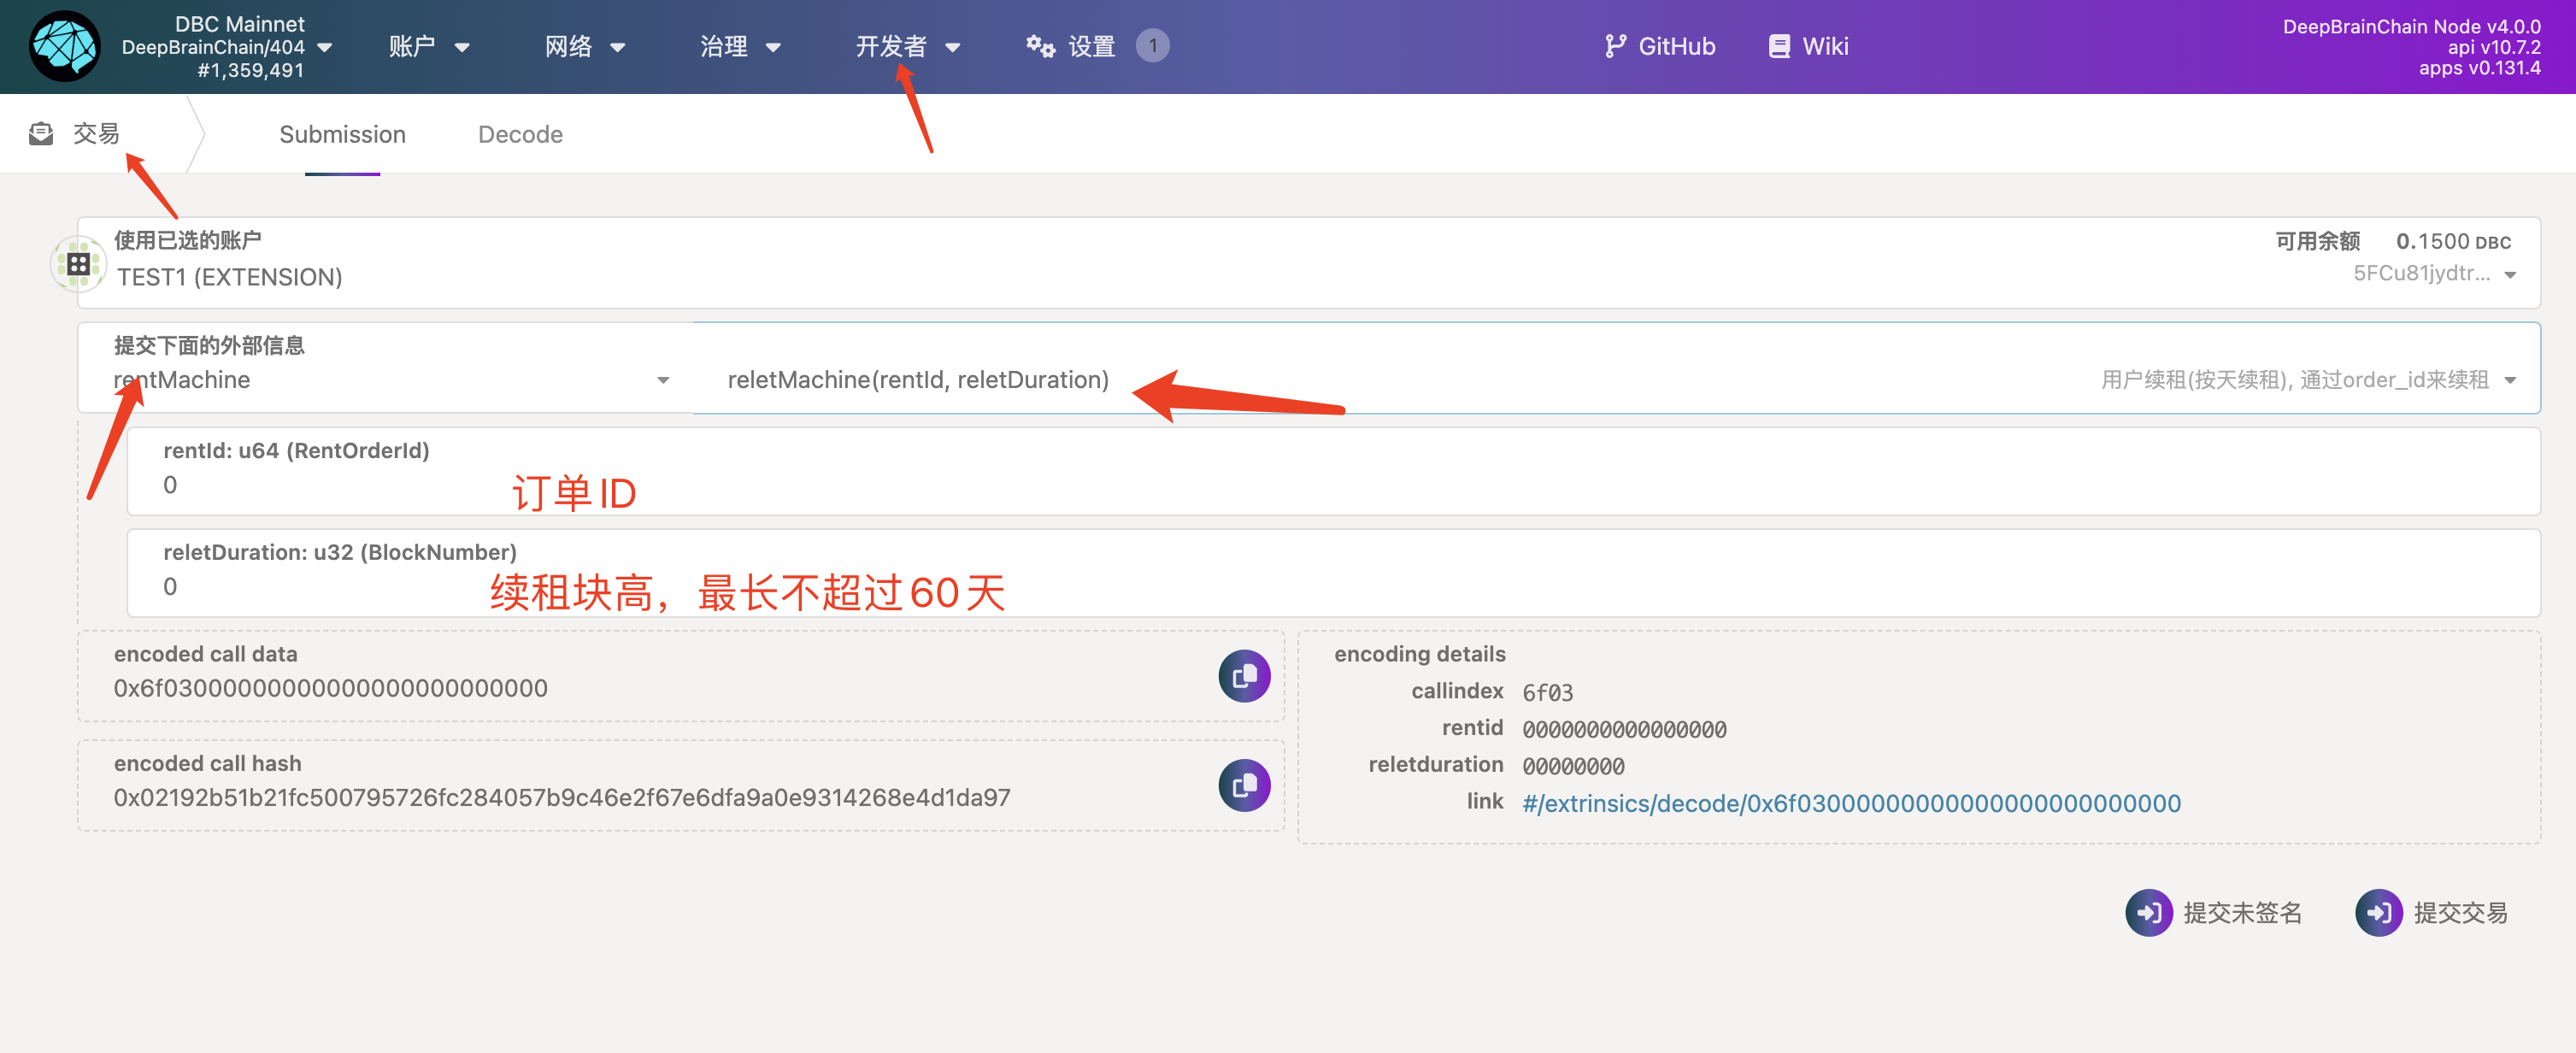 DBC Mainnet
DeepBrainChain/404
#1,359,491
账户
网络
治理
开发者
设置
1
GitHub
Wiki
DeepBrainChain Node v4.0.0
api v10.7.2
apps v0.131.4
交易
Submission
Decode
使用已选的账户
TEST1 (EXTENSION)
可用余额 0.1500 DBC
5FCu81jydtr...
提交下面的外部信息
rentMachine
reletMachine(rentId, reletDuration)
用户续租(按天续租), 通过order_id来续租
rentId: u64 (RentOrderId)
0
订单ID
reletDuration: u32 (BlockNumber)
0
续租块高，最长不超过60天
encoded call data
0x6f03000000000000000000000000
encoded call hash
0x02192b51b21fc500795726fc284057b9c46e2f67e6dfa9a0e9314268e4d1da97
encoding details
callindex 6f03
rentid 0000000000000000
reletduration 00000000
link #/extrinsics/decode/0x6f03000000000000000000000000
提交未签名
提交交易